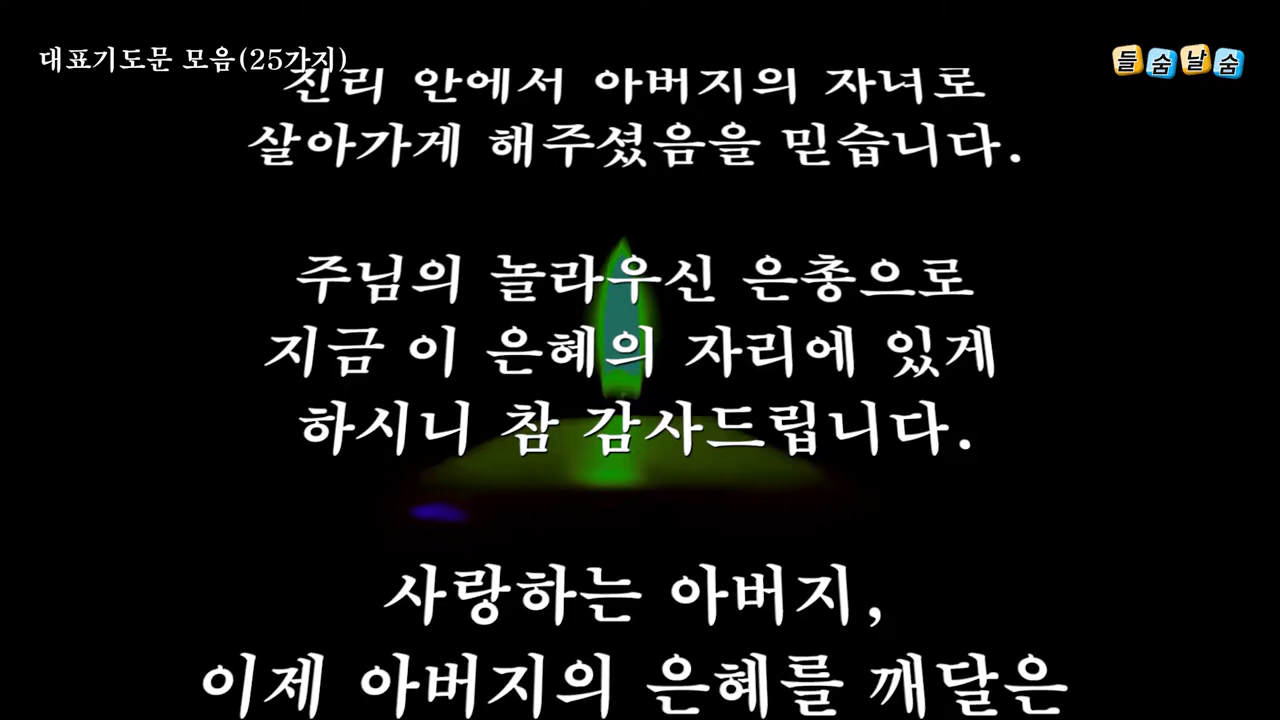 대표기도문 모음(25가지)
들숨날숨
진리 안에서 아버지의 자녀로
살아가게 해주셨음을 믿습니다.
주님의 놀라우신 은총으로
지금 이 은혜의 자리에 있게
하시니 참 감사드립니다.
사랑하는 아버지,
이제 아버지의 은혜를 깨달은